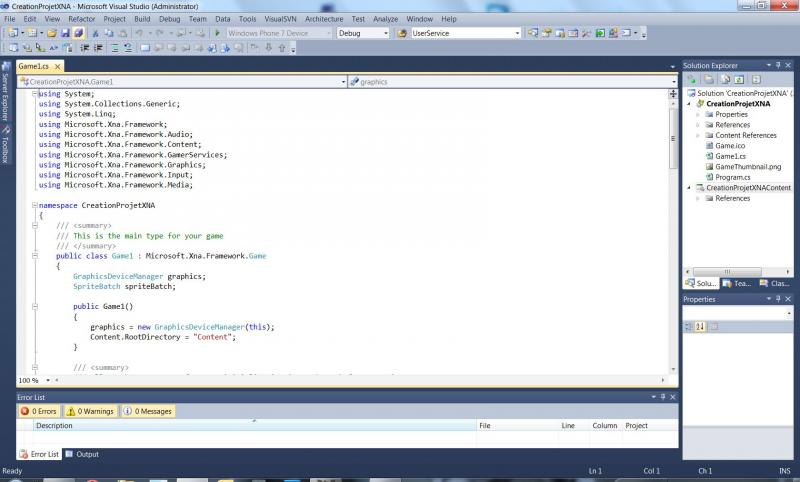 CreationProjetXNA - Microsoft Visual Studio (Administrator)
File Edit View Refactor Project Build Debug Team Data Tools VisualSVN Architecture Test Analyze Window Help
Windows Phone 7 Device Debug UserService
Server Explorer
Toolbox
Game1.cs
CreationProjetXNA.Game1 graphics
using System;
using System.Collections.Generic;
using System.Linq;
using Microsoft.Xna.Framework;
using Microsoft.Xna.Framework.Audio;
using Microsoft.Xna.Framework.Content;
using Microsoft.Xna.Framework.GamerServices;
using Microsoft.Xna.Framework.Graphics;
using Microsoft.Xna.Framework.Input;
using Microsoft.Xna.Framework.Media;
namespace CreationProjetXNA
{
/// <summary>
/// This is the main type for your game
/// </summary>
public class Game1 : Microsoft.Xna.Framework.Game
{
GraphicsDeviceManager graphics;
SpriteBatch spriteBatch;
public Game1()
{
graphics = new GraphicsDeviceManager(this);
Content.RootDirectory = "Content";
}
/// <summary>
100 %
Solution Explorer
Solution 'CreationProjetXNA' (
CreationProjetXNA
Properties
References
Content References
Game.ico
Game1.cs
GameThumbnail.png
Program.cs
CreationProjetXNAContent
References
Solu... Tea... Clas...
Properties
Error List
0 Errors 0 Warnings 0 Messages
Description File Line Column Project
Error List Output
Ready Ln 1 Col 1 Ch 1 INS